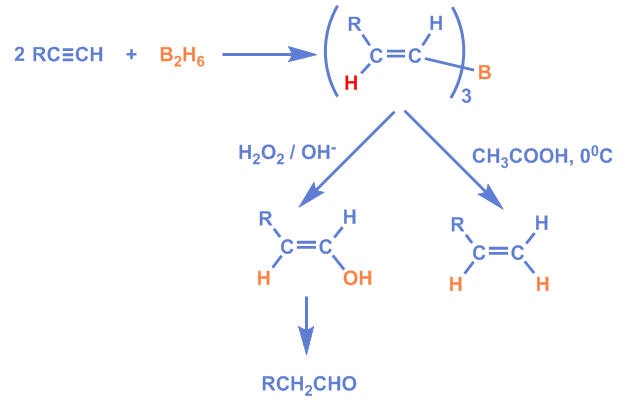 2 RC≡CH + B₂H₆
R H
C=C
H B
3
H₂O₂ / OH⁻ CH₃COOH, 0⁰C
R H
C=C
H OH
R H
C=C
H H
RCH₂CHO